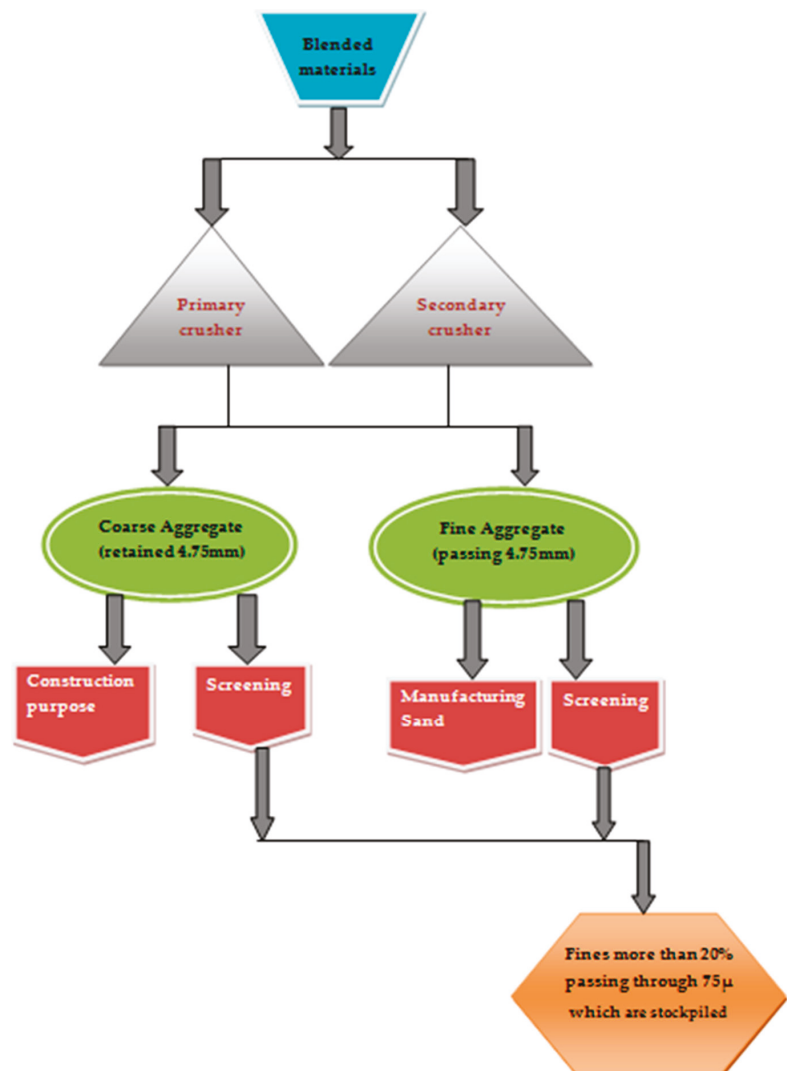 Blended
materials
Primary
crusher
Secondary
crusher
Coarse Aggregate
(retained 4.75mm)
Fine Aggregate
(passing 4.75mm)
Construction
purpose
Screening
Manufacturing
Sand
Screening
Fines more than 20%
passing through 75µ
which are stockpiled